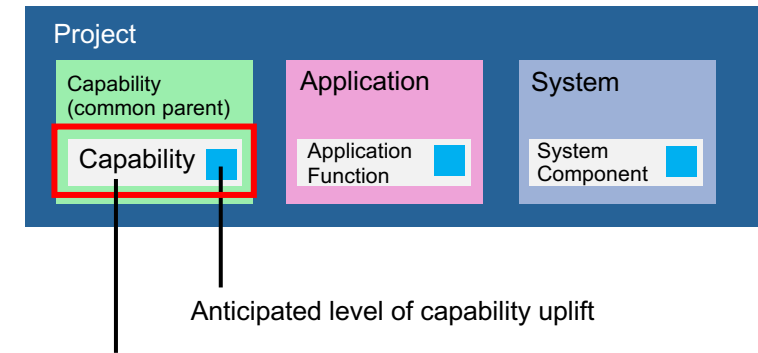 Project
Capability
(common parent)
Capability
Application
Application
Function
System
System
Component
Anticipated level of capability uplift